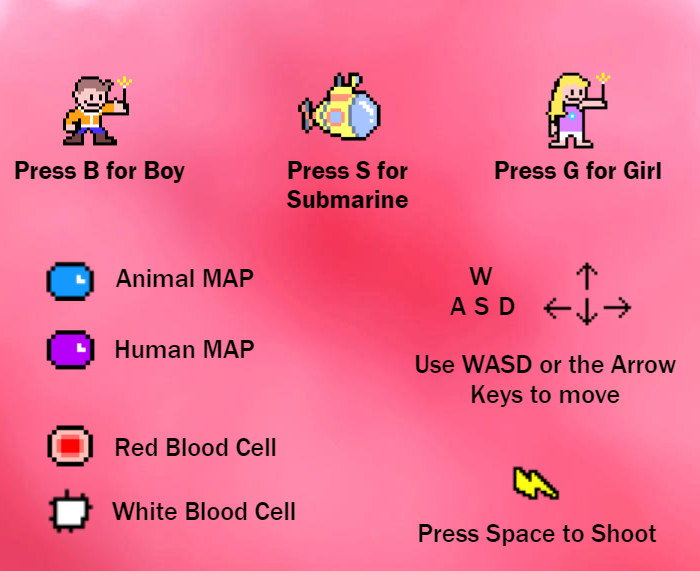 Press B for Boy
Press S for
Submarine
Press G for Girl
Animal MAP
Human MAP
Red Blood Cell
White Blood Cell
W
A S D
Use WASD or the Arrow
Keys to move
Press Space to Shoot